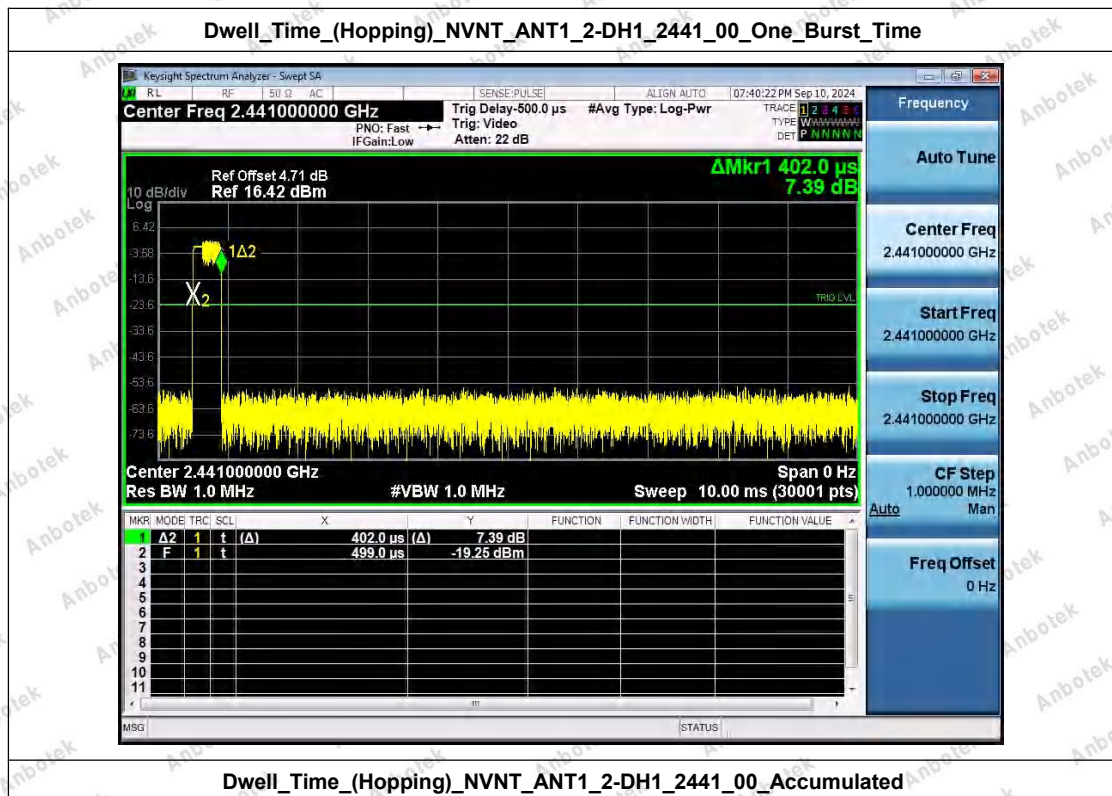 Dwell_Time_(Hopping)_NVNT_ANT1_2-DH1_2441_00_One_Burst_Time
Keysight Spectrum Analyzer - Swept SA
RL RF 50 Ω AC SENSE:PULSE ALIGN AUTO 07:40:22 PM Sep 10, 2024
Center Freq 2.441000000 GHz
PNO: Fast
IFGain:Low
Trig Delay-500.0 μs
Trig: Video
Atten: 22 dB
#Avg Type: Log-Pwr
TRACE 1 2 3 4 5 6
TYPE W
DET P N N N N N
ΔMkr1 402.0 μs
7.39 dB
Ref Offset 4.71 dB
10 dB/div Ref 16.42 dBm
Log
6.42
-3.58
-13.6
-23.6
-33.6
-43.6
-53.6
-63.6
-73.6
1Δ2
X2
TRIG LVL
Center 2.441000000 GHz Span 0 Hz
Res BW 1.0 MHz #VBW 1.0 MHz Sweep 10.00 ms (30001 pts)
MKR MODE TRC SCL X Y FUNCTION FUNCTION WIDTH FUNCTION VALUE
1 Δ2 1 t (Δ) 402.0 μs (Δ) 7.39 dB
2 F 1 t 499.0 μs -19.25 dBm
3
4
5
6
7
8
9
10
11
MSG STATUS
Frequency
Auto Tune
Center Freq
2.441000000 GHz
Start Freq
2.441000000 GHz
Stop Freq
2.441000000 GHz
CF Step
1.000000 MHz
Auto Man
Freq Offset
0 Hz
Dwell_Time_(Hopping)_NVNT_ANT1_2-DH1_2441_00_Accumulated
Anbotek